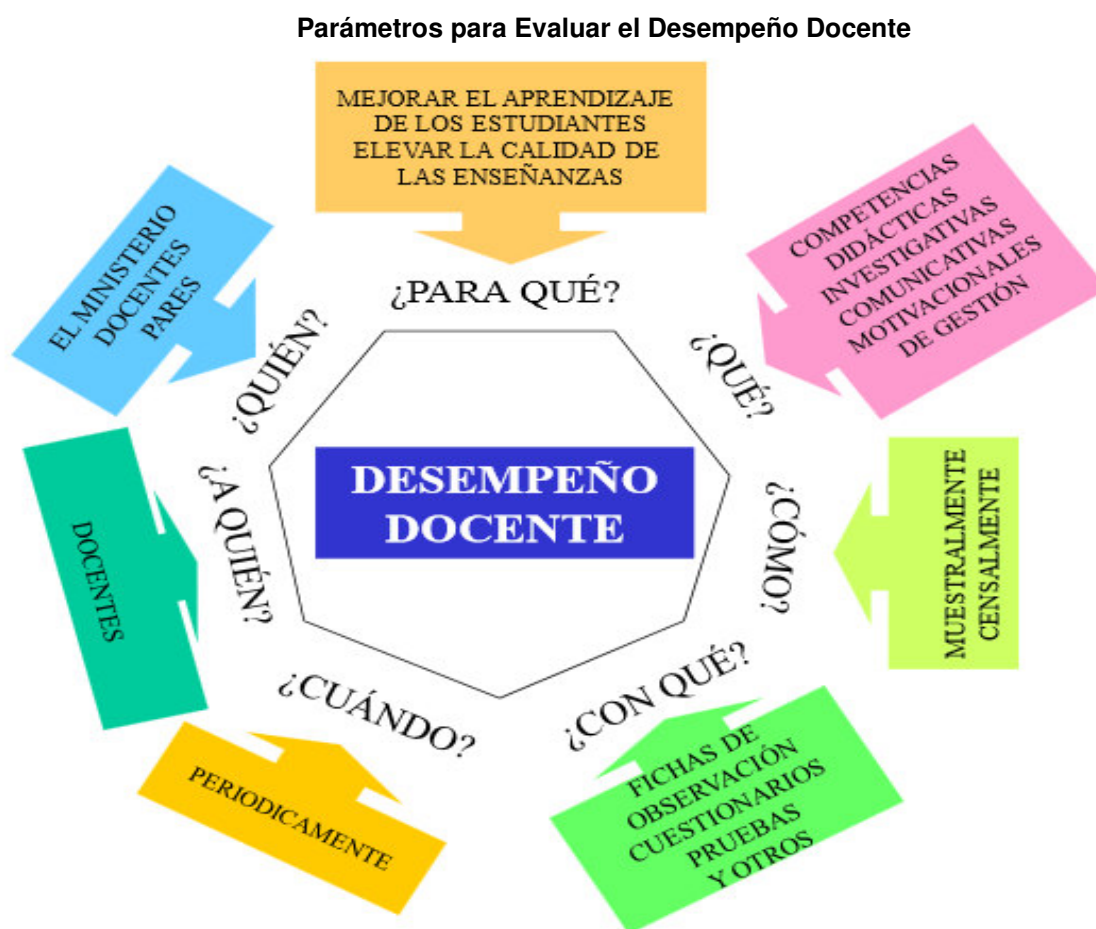 Parámetros para Evaluar el Desempeño Docente
MEJORAR EL APRENDIZAJE
DE LOS ESTUDIANTES
ELEVAR LA CALIDAD DE
LAS ENSEÑANZAS
¿PARA QUÉ?
COMPETENCIAS
DIDÁCTICAS
INVESTIGATIVAS
COMUNICATIVAS
MOTIVACIONALES
DE GESTIÓN
¿QUÉ?
MUESTRALMENTE
CENSALMENTE
¿CÓMO?
FICHAS DE
OBSERVACIÓN
CUESTIONARIOS
PRUEBAS
Y OTROS
¿CON QUÉ?
PERIODICAMENTE
¿CUÁNDO?
DOCENTES
¿A QUIÉN?
EL MINISTERIO
DOCENTES
PARES
¿QUIÉN?
DESEMPEÑO
DOCENTE